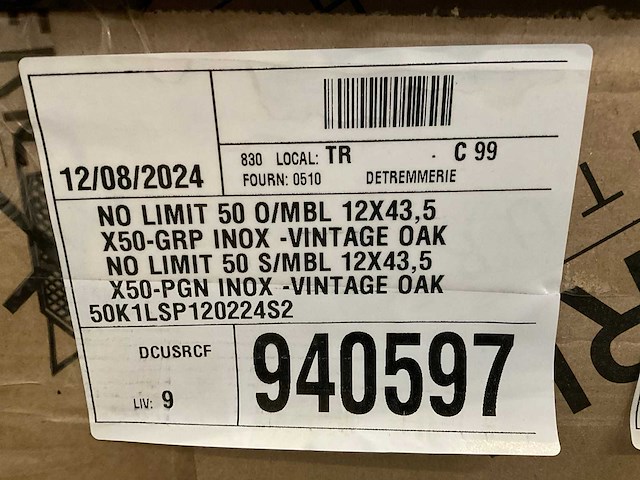 12/08/2024
830 LOCAL: TR C 99
FOURN: 0510 DETREMMERIE
NO LIMIT 50 O/MBL 12X43,5
X50-GRP INOX -VINTAGE OAK
NO LIMIT 50 S/MBL 12X43,5
X50-PGN INOX -VINTAGE OAK
50K1LSP120224S2
DCUSRCF
LIV: 9
940597